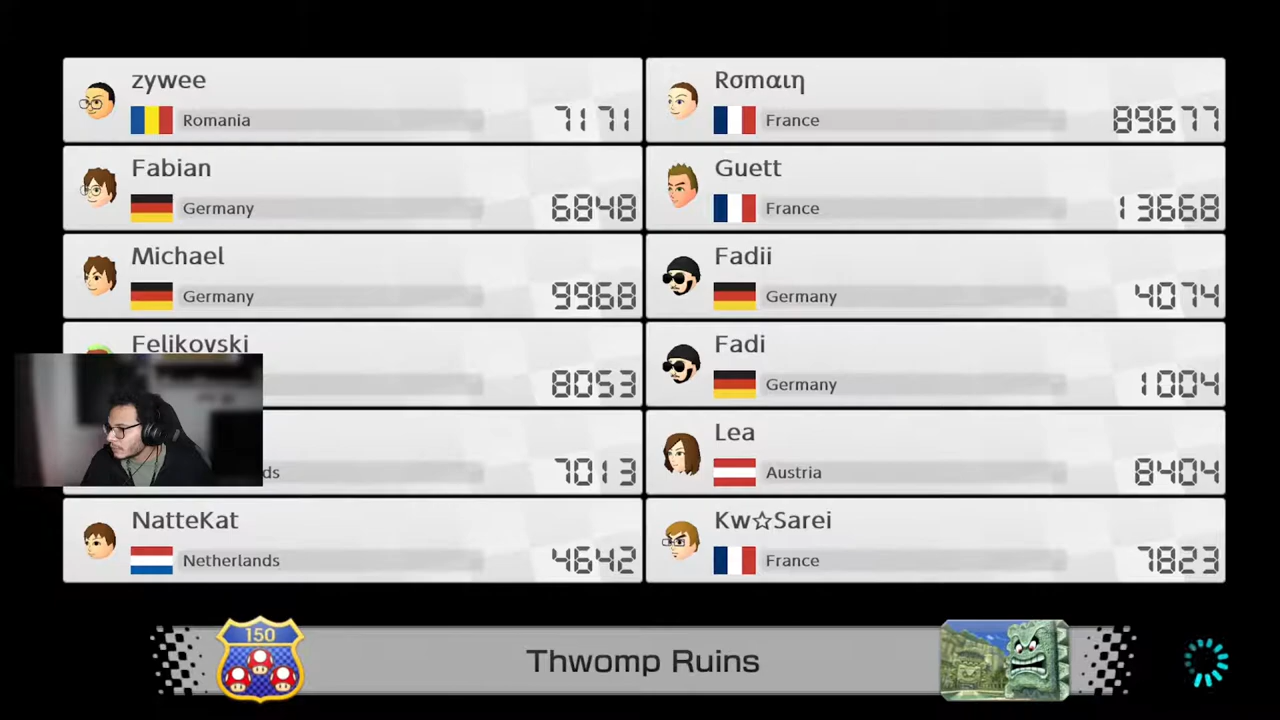 zywee
Romania 7171
Fabian
Germany 6848
Michael
Germany 9968
Felikovski
8053
ds 7013
NatteKat
Netherlands 4642
Rσmαιη
France 89677
Guett
France 13668
Fadii
Germany 4074
Fadi
Germany 1004
Lea
Austria 8404
Kw☆Sarei
France 7823
150
Thwomp Ruins